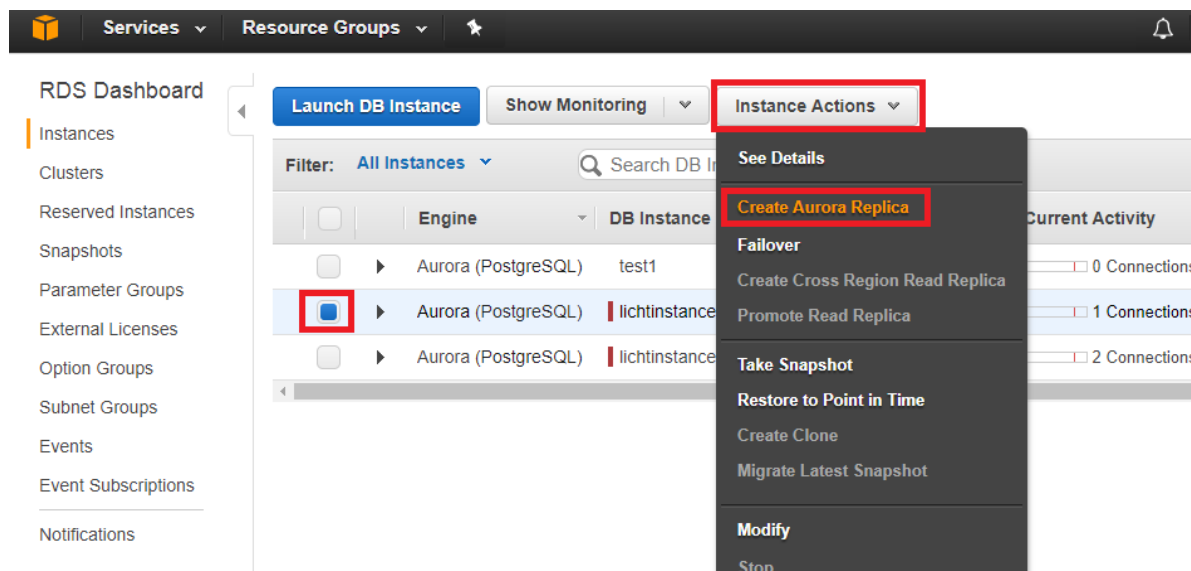 Services Resource Groups
RDS Dashboard
Instances
Clusters
Reserved Instances
Snapshots
Parameter Groups
External Licenses
Option Groups
Subnet Groups
Events
Event Subscriptions
Notifications
Launch DB Instance Show Monitoring Instance Actions
Filter: All Instances Search DB
Engine DB Instance Current Activity
Aurora (PostgreSQL) test1 0 Connections
Aurora (PostgreSQL) lichtinstance 1 Connections
Aurora (PostgreSQL) lichtinstance 2 Connections
See Details
Create Aurora Replica
Failover
Create Cross Region Read Replica
Promote Read Replica
Take Snapshot
Restore to Point in Time
Create Clone
Migrate Latest Snapshot
Modify
Stop